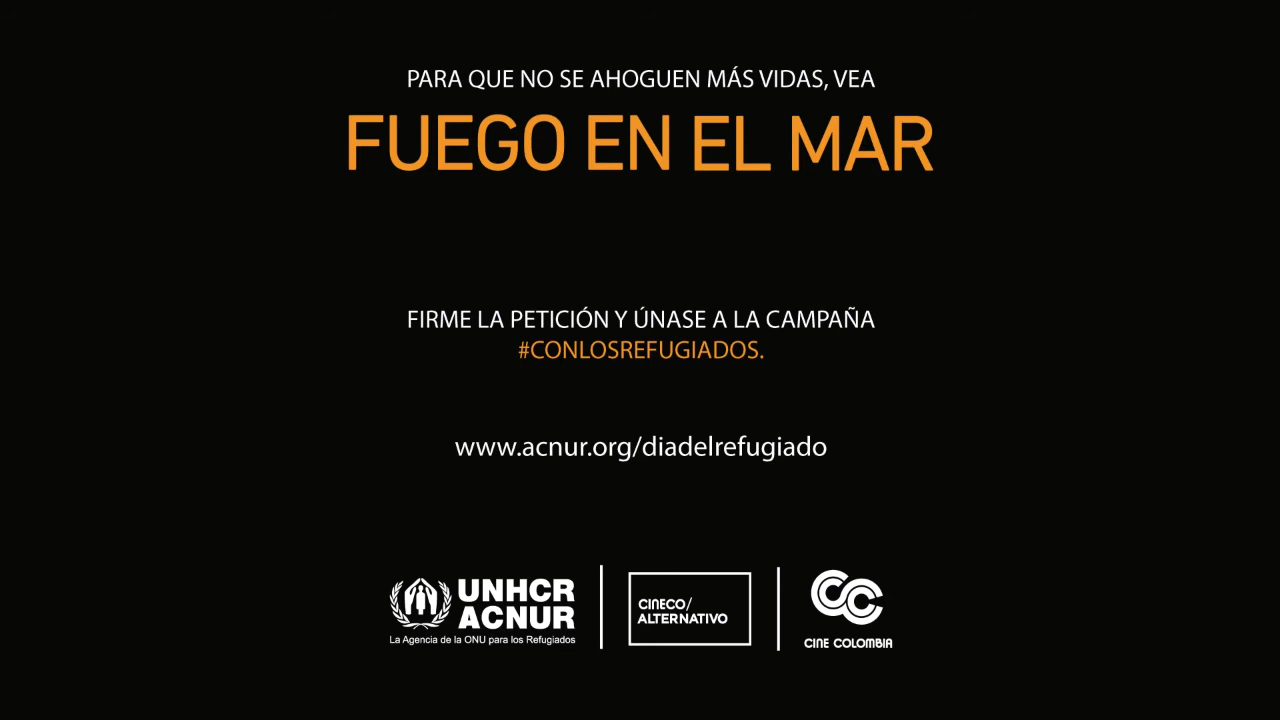 PARA QUE NO SE AHOGUEN MÁS VIDAS, VEA
FUEGO EN EL MAR
FIRME LA PETICIÓN Y ÚNASE A LA CAMPAÑA
#CONLOSREFUGIADOS.
www.acnur.org/diadelrefugiado
UNHCR
ACNUR
La Agencia de la ONU para los Refugiados
CINECO/
ALTERNATIVO
CINE COLOMBIA